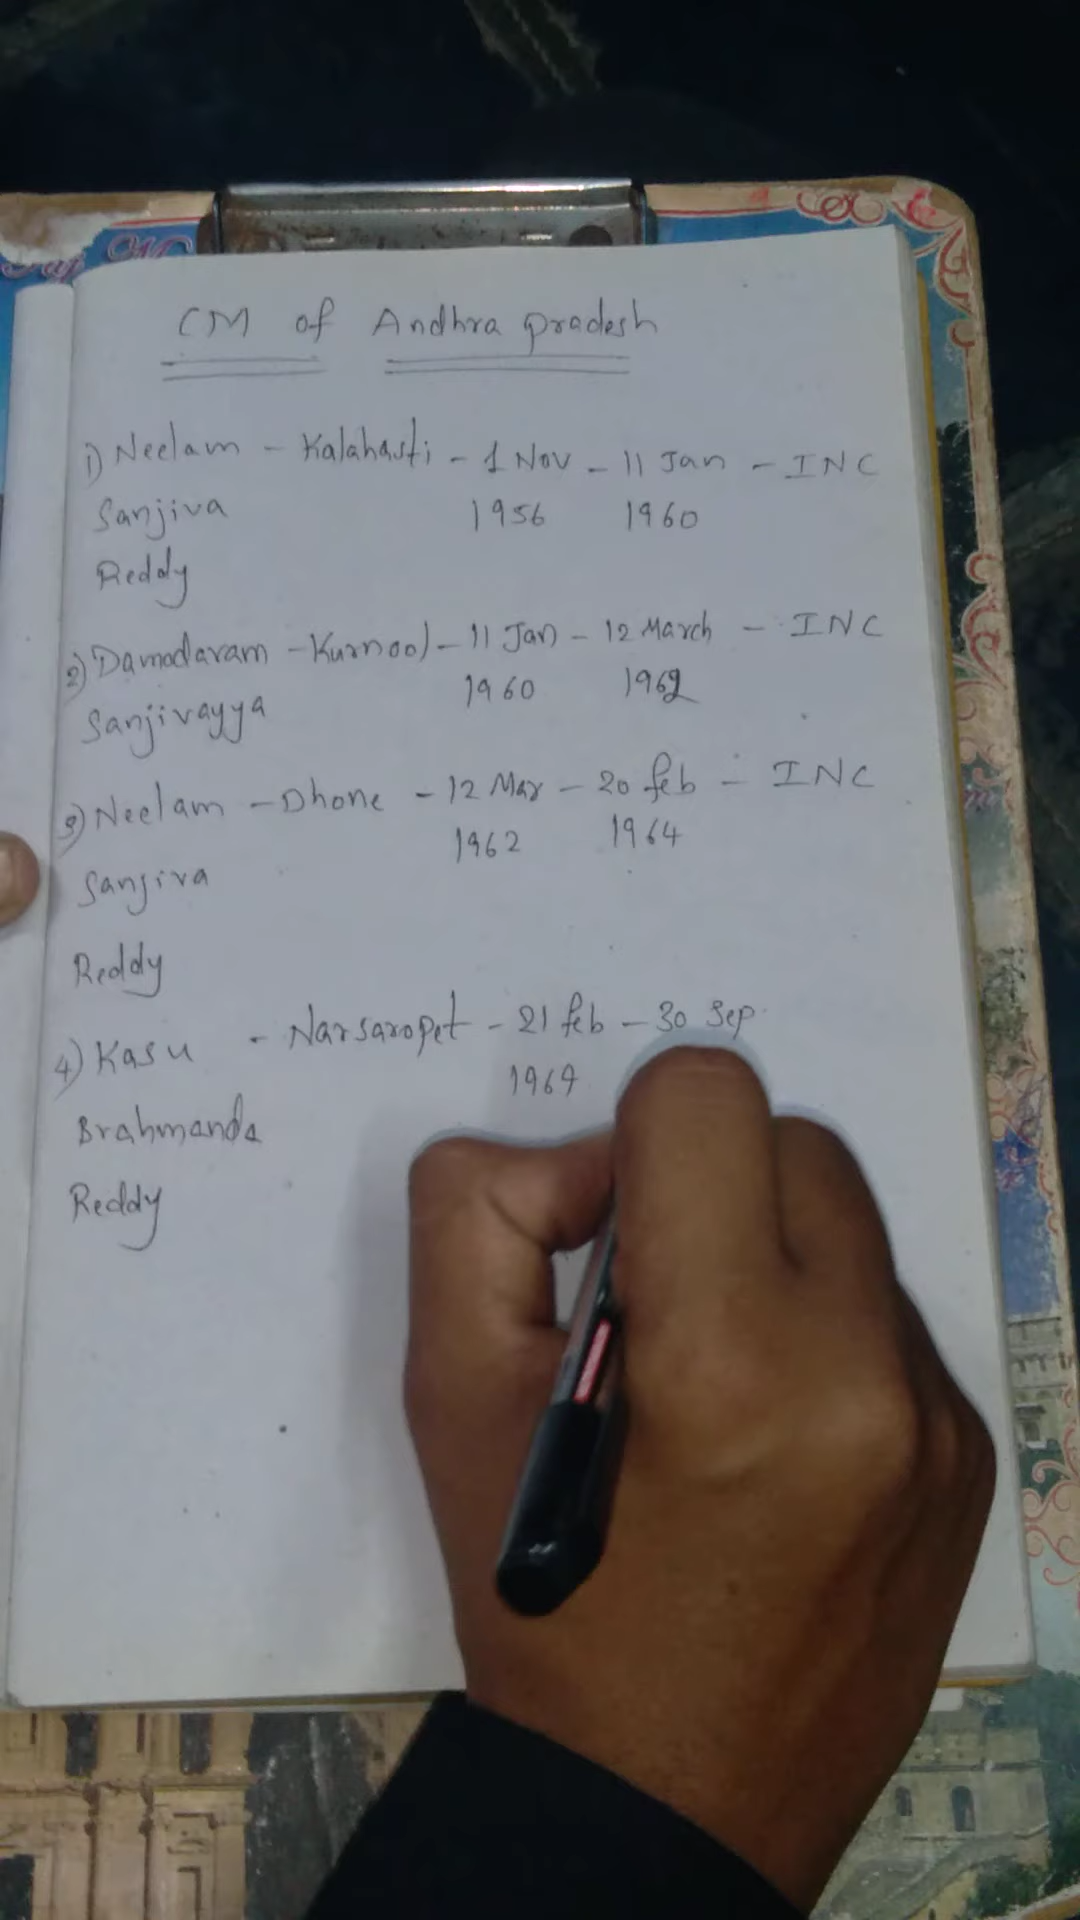 CM of Andhra pradesh
1) Neelam - Kalahasti - 1 Nov - 11 Jan - INC
Sanjiva 1956 1960
Reddy
2) Damodaram - Kurnool - 11 Jan - 12 March - INC
Sanjivayya 1960 1962
3) Neelam - Dhone - 12 Mar - 20 feb - INC
Sanjiva 1962 1964
Reddy
4) Kasu - Narsaropet - 21 feb - 30 Sep
Brahmanda 1964
Reddy